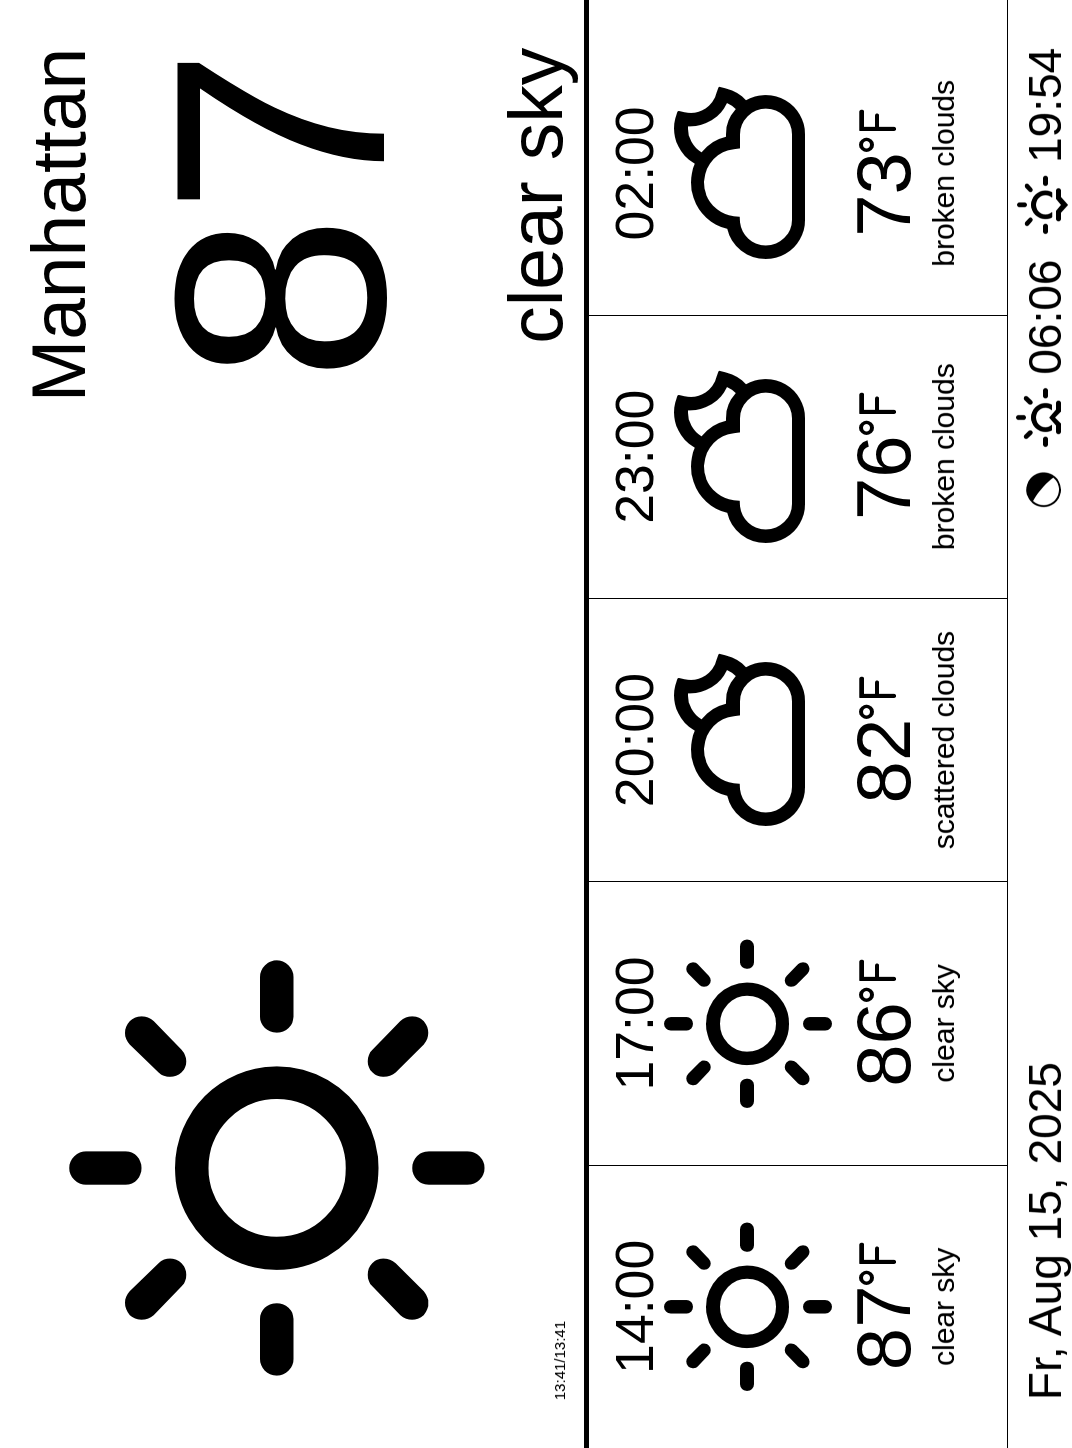 Manhattan
87
clear sky
13:41/13:41
14:00
87°F
clear sky
17:00
86°F
clear sky
20:00
82°F
scattered clouds
23:00
76°F
broken clouds
02:00
73°F
broken clouds
Fr, Aug 15, 2025
06:06
19:54